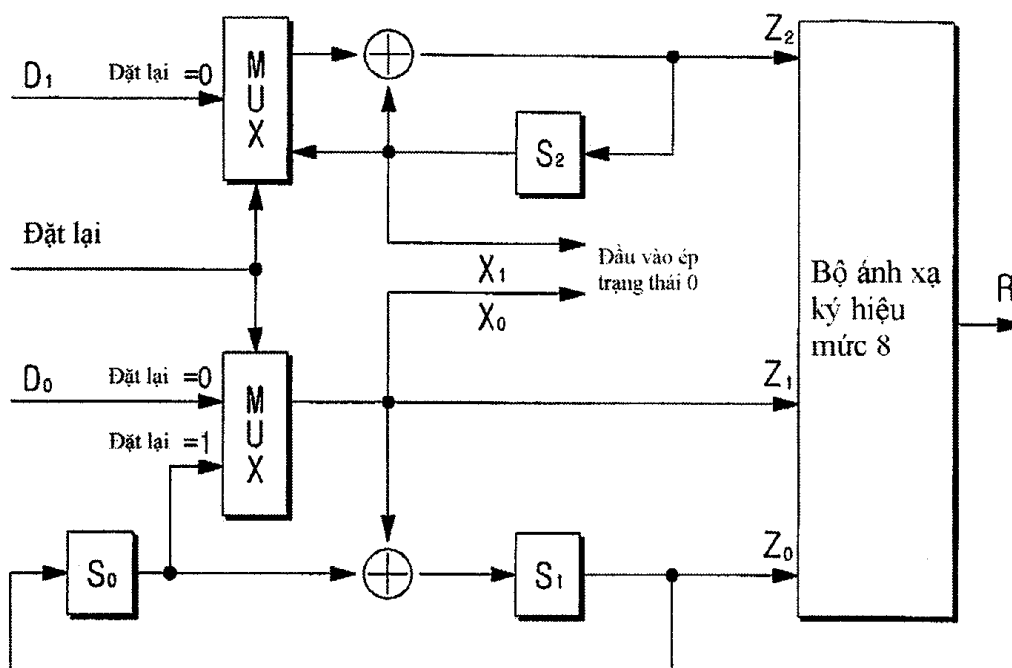 D₁
Đặt lại =0
M
U
X
Z₂
S₂
Đặt lại
Đầu vào ép
trạng thái 0
X₁
X₀
Bộ ánh xạ
ký hiệu
mức 8
R
D₀
Đặt lại =0
Đặt lại =1
M
U
X
Z₁
S₀
S₁
Z₀